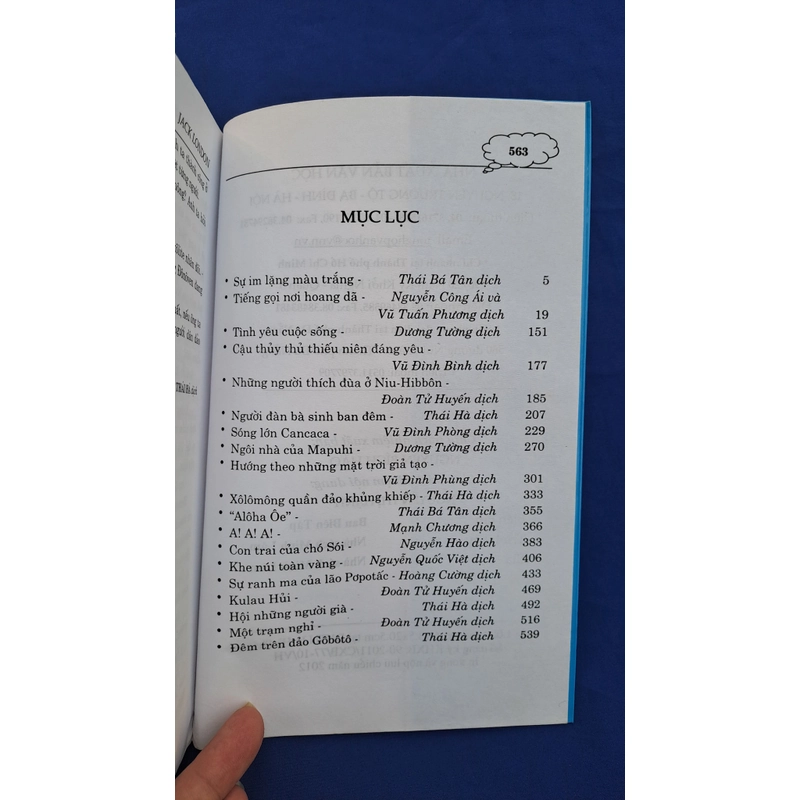 JACK LONDON
563
MỤC LỤC
• Sự im lặng màu trắng - Thái Bá Tân dịch 5
• Tiếng gọi nơi hoang dã - Nguyễn Công Ái và
Vũ Tuấn Phương dịch 19
• Tình yêu cuộc sống - Dương Tường dịch 151
• Cậu thủy thủ thiếu niên đáng yêu -
Vũ Đình Bình dịch 177
• Những người thích đùa ở Niu-Hibbôn -
Đoàn Tử Huyến dịch 185
• Người đàn bà sinh ban đêm - Thái Hà dịch 207
• Sóng lớn Cancaca - Vũ Đình Phòng dịch 229
• Ngôi nhà của Mapuhi - Dương Tường dịch 270
• Hướng theo những mặt trời giả tạo -
Vũ Đình Phùng dịch 301
• Xôlômông quần đảo khủng khiếp - Thái Hà dịch 333
• “Alôha Ôe” - Thái Bá Tân dịch 355
• A! A! A! - Mạnh Chương dịch 366
• Con trai của chó Sói - Nguyễn Hào dịch 383
• Khe núi toàn vàng - Nguyễn Quốc Việt dịch 406
• Sự ranh ma của lão Pợpotấc - Hoàng Cường dịch 433
• Kulau Hủi - Đoàn Tử Huyến dịch 469
• Hội những người già - Thái Hà dịch 492
• Một trạm nghỉ - Đoàn Tử Huyến dịch 516
• Đêm trên đảo Gôbôtô - Thái Hà dịch 539